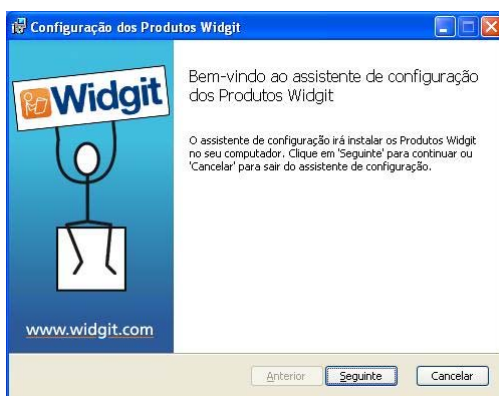 Configuração dos Produtos Widgit
Widgit
www.widgit.com
Bem-vindo ao assistente de configuração
dos Produtos Widgit
O assistente de configuração irá instalar os Produtos Widgit
no seu computador. Clique em 'Seguinte' para continuar ou
'Cancelar' para sair do assistente de configuração.
Anterior
Seguinte
Cancelar